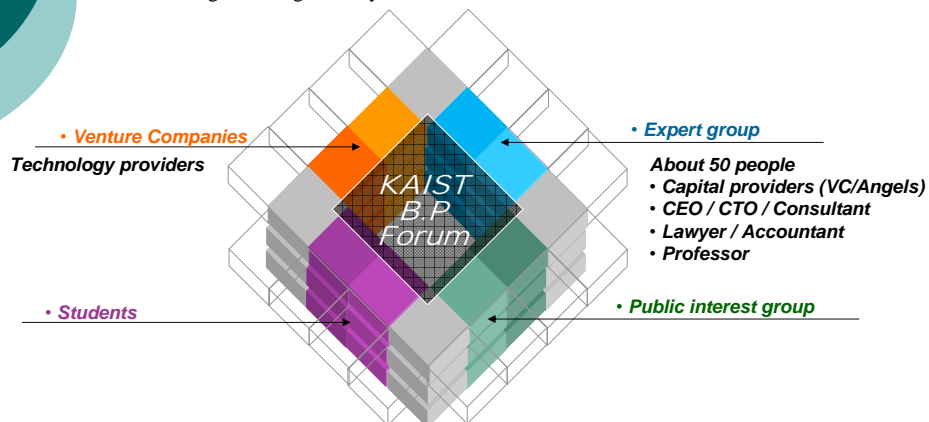 • Venture Companies
Technology providers
KAIST
B.P
Forum
• Expert group
About 50 people
• Capital providers (VC/Angels)
• CEO / CTO / Consultant
• Lawyer / Accountant
• Professor
• Students
• Public interest group